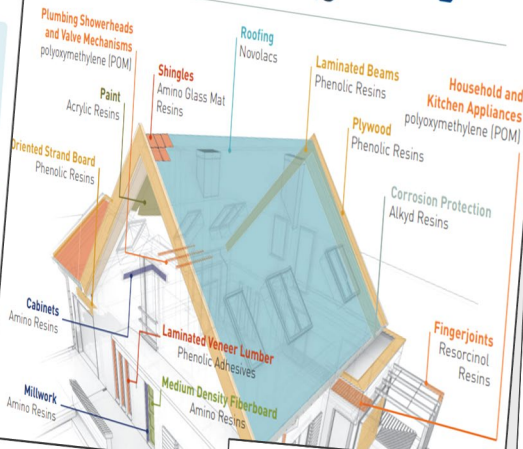 Plumbing Showerheads
and Valve Mechanisms
polyoxymethylene (POM)
Roofing
Novolacs
Shingles
Amino Glass Mat
Resins
Laminated Beams
Phenolic Resins
Household and
Kitchen Appliances
polyoxymethylene (POM)
Paint
Acrylic Resins
Plywood
Phenolic Resins
Oriented Strand Board
Phenolic Resins
Corrosion Protection
Alkyd Resins
Cabinets
Amino Resins
Laminated Veneer Lumber
Phenolic Adhesives
Fingerjoints
Resorcinol
Resins
Millwork
Amino Resins
Medium Density Fiberboard
Amino Resins